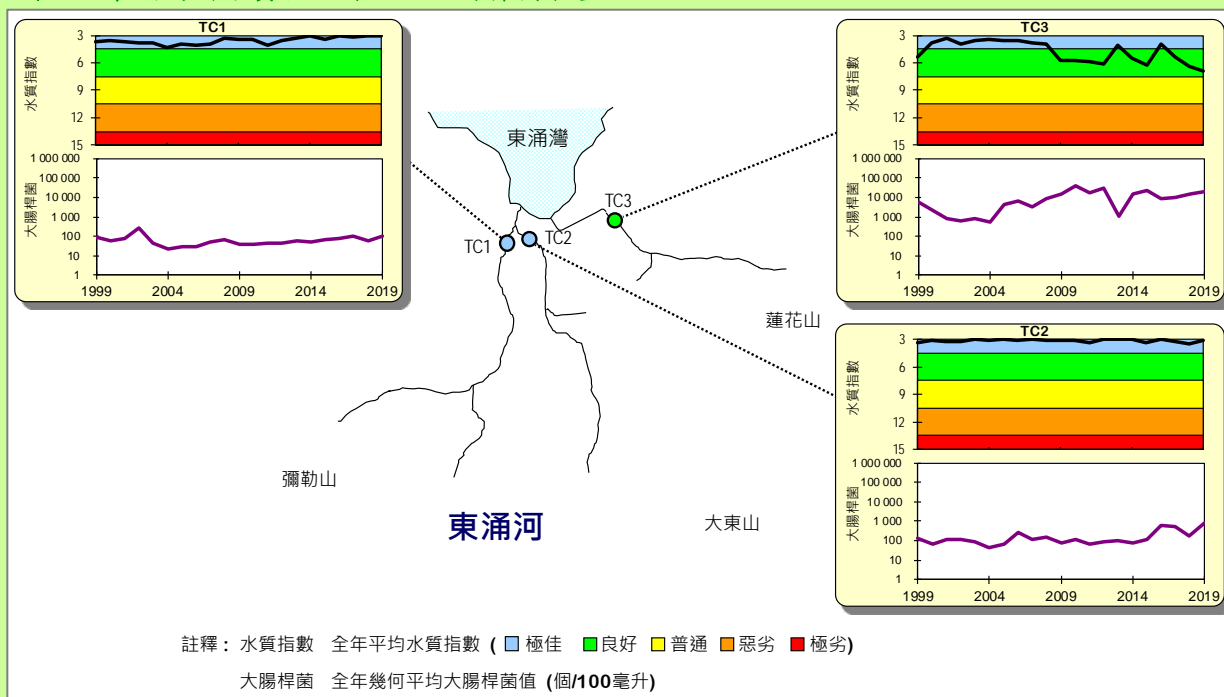 TC1
3
6
9
12
15
水質指數
1 000 000
100 000
10 000
1 000
100
10
1
大腸桿菌
1999 2004 2009 2014 2019
TC3
3
6
9
12
15
水質指數
1 000 000
100 000
10 000
1 000
100
10
1
大腸桿菌
1999 2004 2009 2014 2019
東涌灣
TC3
TC1
TC2
蓮花山
彌勒山
東涌河
大東山
TC2
3
6
9
12
15
水質指數
1 000 000
100 000
10 000
1 000
100
10
1
大腸桿菌
1999 2004 2009 2014 2019
註釋: 水質指數 全年平均水質指數 ( 極佳 良好 普通 惡劣 極劣)
大腸桿菌 全年幾何平均大腸桿菌值 (個/100毫升)